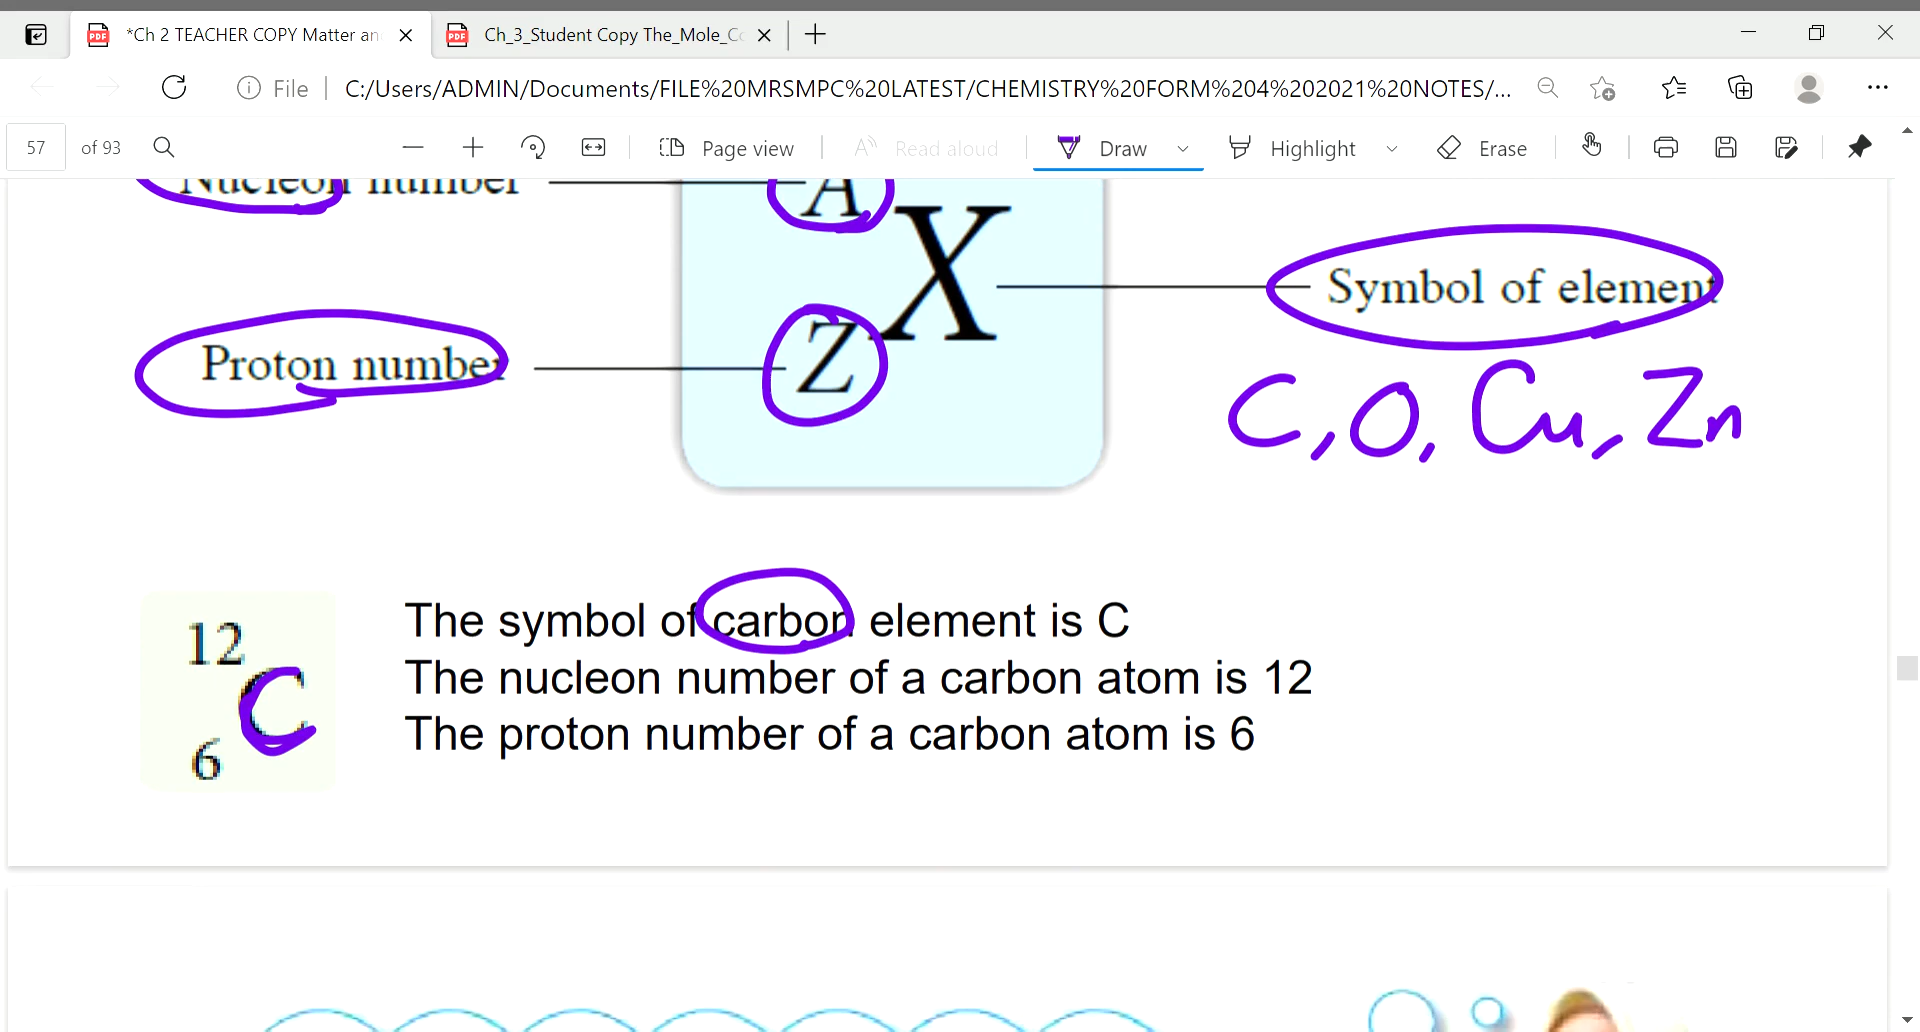 *Ch 2 TEACHER COPY Matter an
Ch_3_Student Copy The_Mole_Co
File
C:/Users/ADMIN/Documents/FILE%20MRSMPC%20LATEST/CHEMISTRY%20FORM%204%202021%20NOTES/...
57 of 93
Page view
Read aloud
Draw
Highlight
Erase
Nucleon number
A
X
Symbol of element
Proton number
Z
C, O, Cu, Zn
12
C
6
The symbol of carbon element is C
The nucleon number of a carbon atom is 12
The proton number of a carbon atom is 6